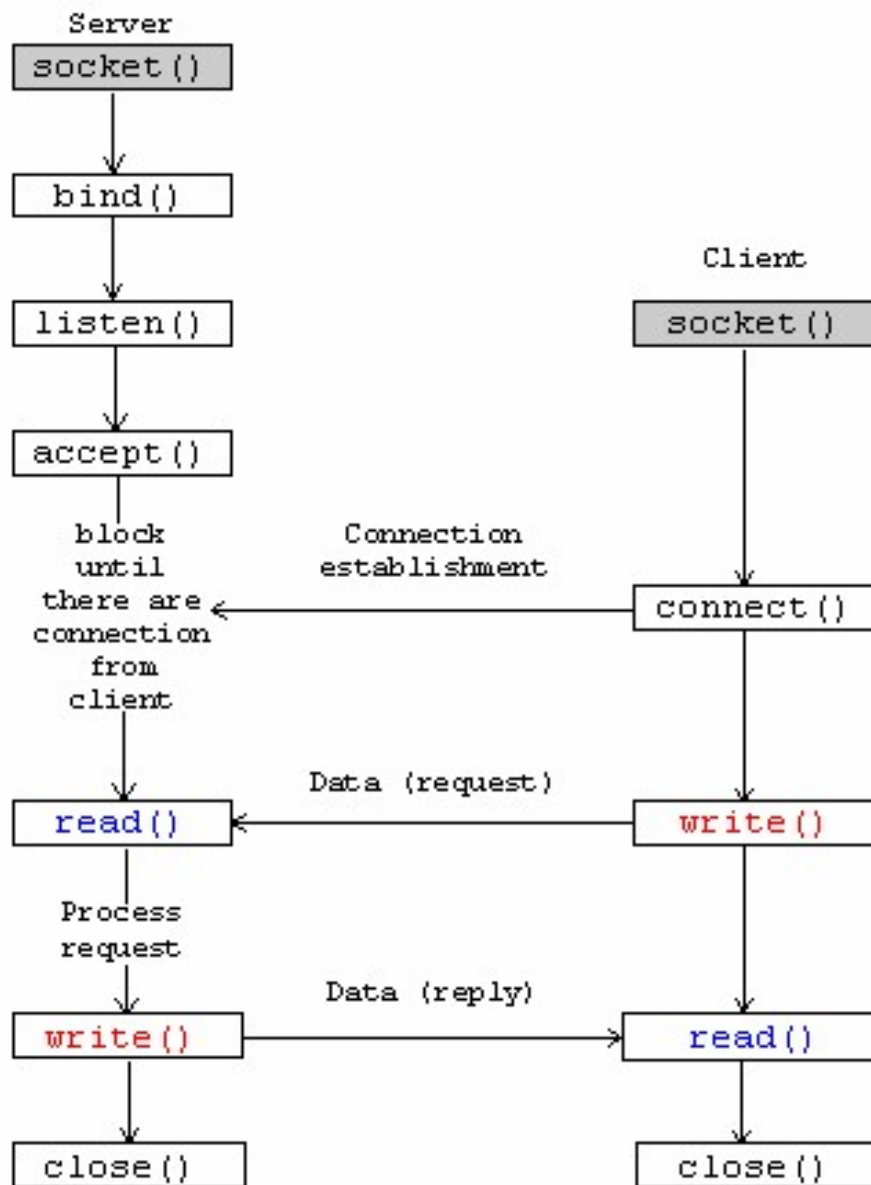 Server
socket()
bind()
listen()
accept()
block
until
there are
connection
from
client
read()
Process
request
write()
close()
Connection
establishment
Data (request)
Data (reply)
Client
socket()
connect()
write()
read()
close()